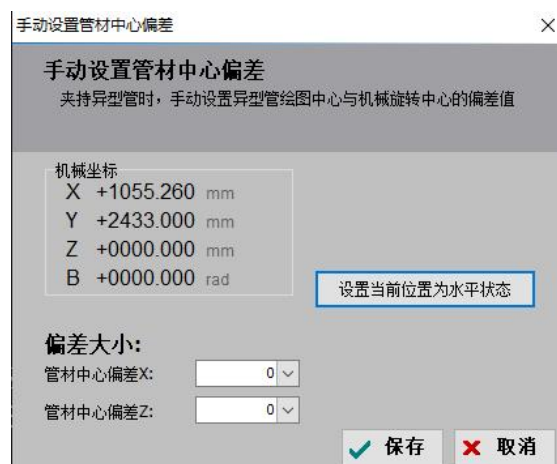 手动设置管材中心偏差
手动设置管材中心偏差
夹持异型管时，手动设置异型管绘图中心与机械旋转中心的偏差值
机械坐标
X +1055.260 mm
Y +2433.000 mm
Z +0000.000 mm
B +0000.000 rad
设置当前位置为水平状态
偏差大小:
管材中心偏差X: 0
管材中心偏差Z: 0
保存 取消